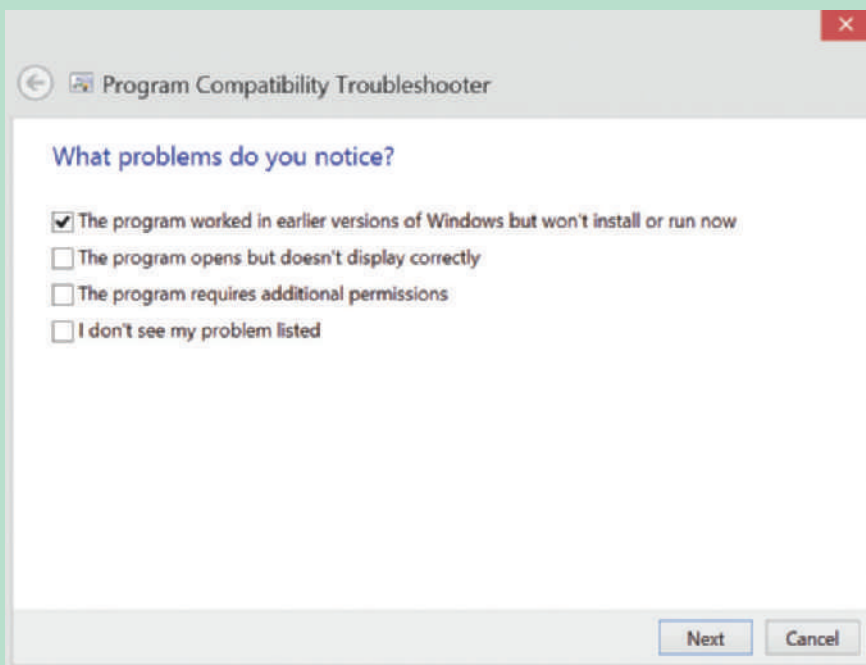 Program Compatibility Troubleshooter
What problems do you notice?
The program worked in earlier versions of Windows but won't install or run now
The program opens but doesn't display correctly
The program requires additional permissions
I don't see my problem listed
Next Cancel